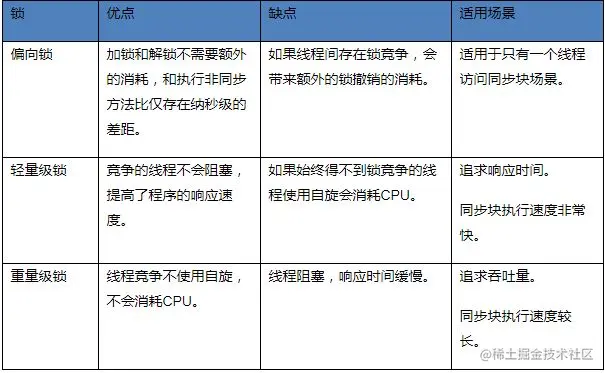 锁
优点
缺点
适用场景
偏向锁
加锁和解锁不需要额外
的消耗，和执行非同步
方法比仅存在纳秒级的
差距。
如果线程间存在锁竞争，会
带来额外的锁撤销的消耗。
适用于只有一个线程
访问同步块场景。
轻量级锁
竞争的线程不会阻塞，
提高了程序的响应速
度。
如果始终得不到锁竞争的线
程使用自旋会消耗CPU。
追求响应时间。
同步块执行速度非常
快。
重量级锁
线程竞争不使用自旋，
不会消耗CPU。
线程阻塞，响应时间缓慢。
追求吞吐量。
同步块执行速度较
长。
@稀土掘金技术社区